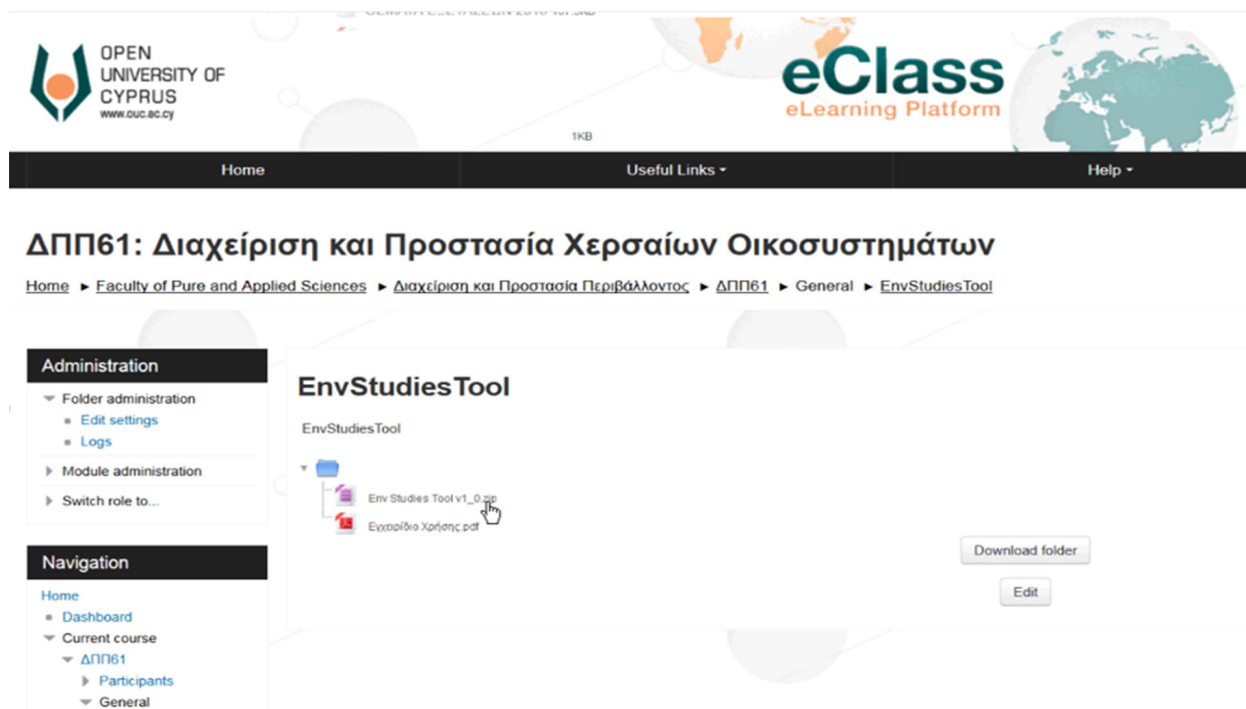 OPEN
UNIVERSITY OF
CYPRUS
www.ouc.ac.cy
eClass
eLearning Platform
1KB
Home
Useful Links
Help
ΔΠΠ61: Διαχείριση και Προστασία Χερσαίων Οικοσυστημάτων
Home ► Faculty of Pure and Applied Sciences ► Διαχείριση και Προστασία Περιβάλλοντος ► ΔΠΠ61 ► General ► EnvStudiesTool
Administration
Folder administration
Edit settings
Logs
Module administration
Switch role to...
EnvStudiesTool
EnvStudiesTool
Env Studies Tool v1_0.zip
Εγχειρίδιο Χρήσης.pdf
Download folder
Edit
Navigation
Home
Dashboard
Current course
ΔΠΠ61
Participants
General